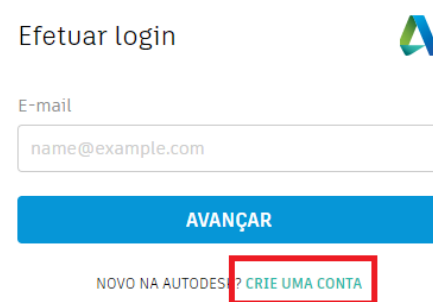 Efetuar login
E-mail
name@example.com
AVANÇAR
NOVO NA AUTODESK? CRIE UMA CONTA